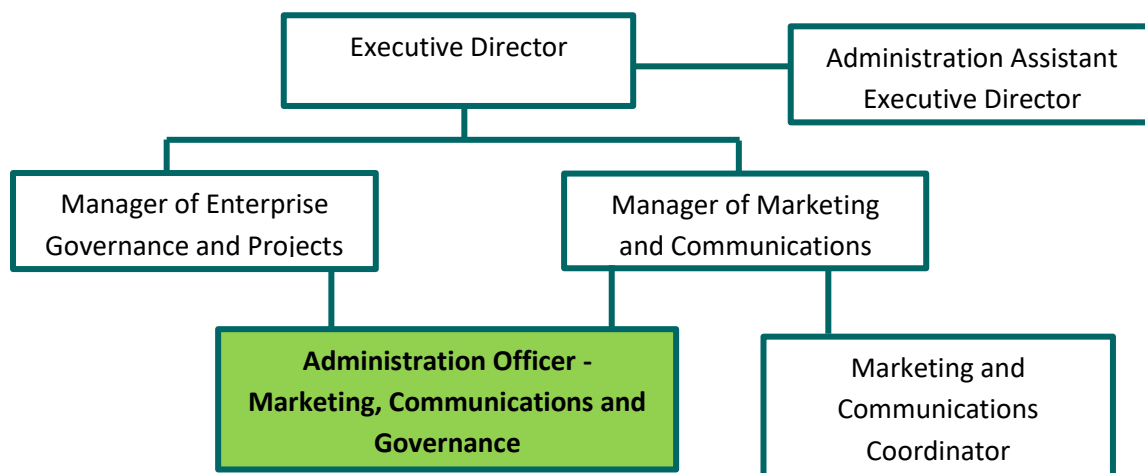 Executive Director
Administration Assistant
Executive Director
Manager of Enterprise
Governance and Projects
Manager of Marketing
and Communications
Administration Officer -
Marketing, Communications and
Governance
Marketing and
Communications
Coordinator